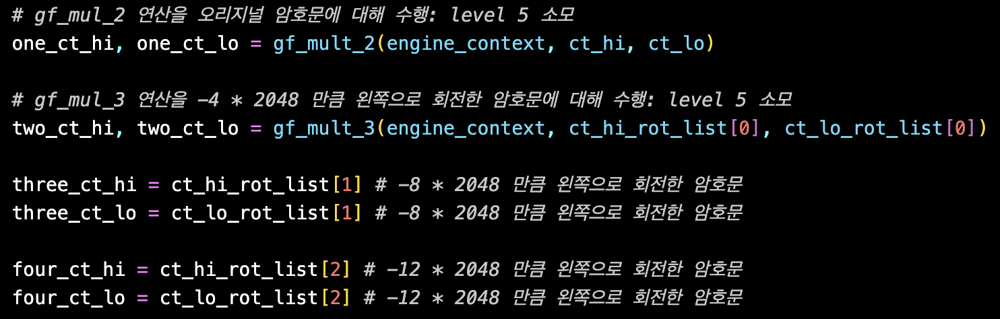 # gf_mul_2 연산을 오리지널 암호문에 대해 수행: level 5 소모
one_ct_hi, one_ct_lo = gf_mult_2(engine_context, ct_hi, ct_lo)
# gf_mul_3 연산을 -4 * 2048 만큼 왼쪽으로 회전한 암호문에 대해 수행: level 5 소모
two_ct_hi, two_ct_lo = gf_mult_3(engine_context, ct_hi_rot_list[0], ct_lo_rot_list[0])
three_ct_hi = ct_hi_rot_list[1] # -8 * 2048 만큼 왼쪽으로 회전한 암호문
three_ct_lo = ct_lo_rot_list[1] # -8 * 2048 만큼 왼쪽으로 회전한 암호문
four_ct_hi = ct_hi_rot_list[2] # -12 * 2048 만큼 왼쪽으로 회전한 암호문
four_ct_lo = ct_lo_rot_list[2] # -12 * 2048 만큼 왼쪽으로 회전한 암호문